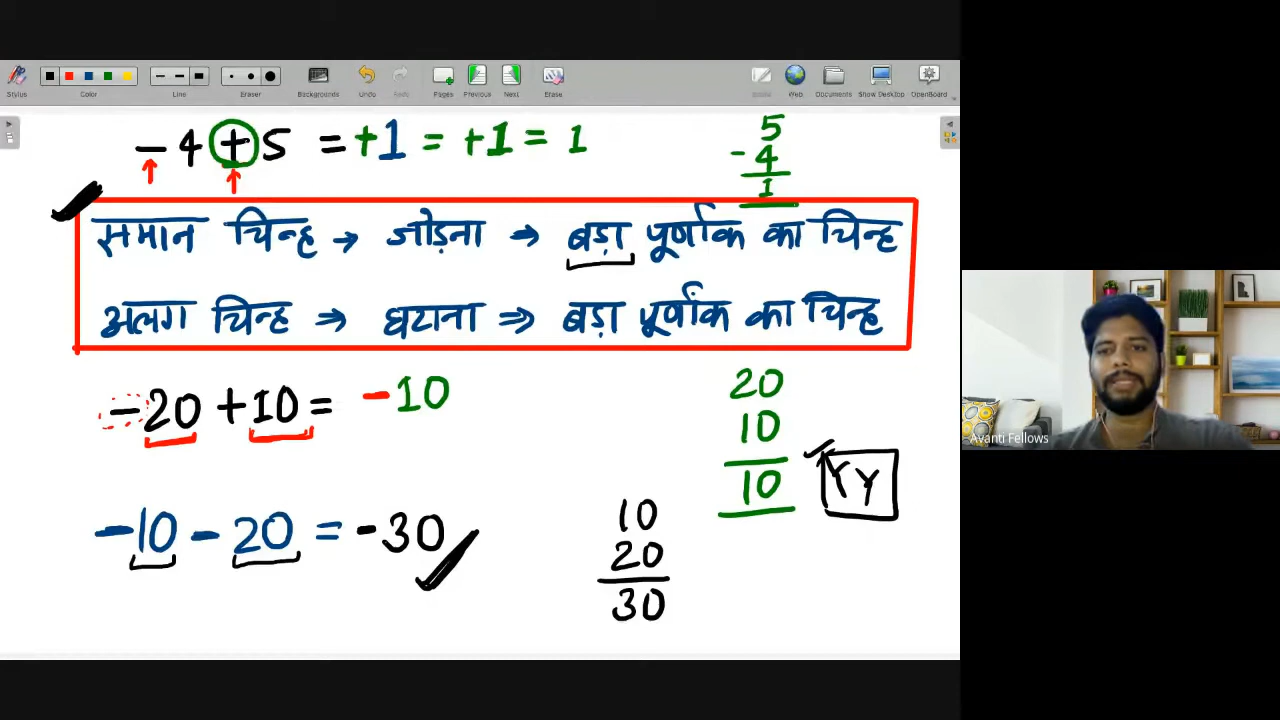 Stylus Color Line Eraser Backgrounds Undo Redo Pages Previous Next Erase Web Documents Show Desktop OpenBoard
- 4 + 5 = +1 = +1 = 1
5
- 4
1
समान चिन्ह → जोड़ना ⇒ बड़ा पूर्णांक का चिन्ह
अलग चिन्ह ⇒ घटाना ⇒ बड़ा पूर्णांक का चिन्ह
- 20 + 10 = - 10
20
10
10
YY
- 10 - 20 = - 30
10
20
30
Avanti Fellows